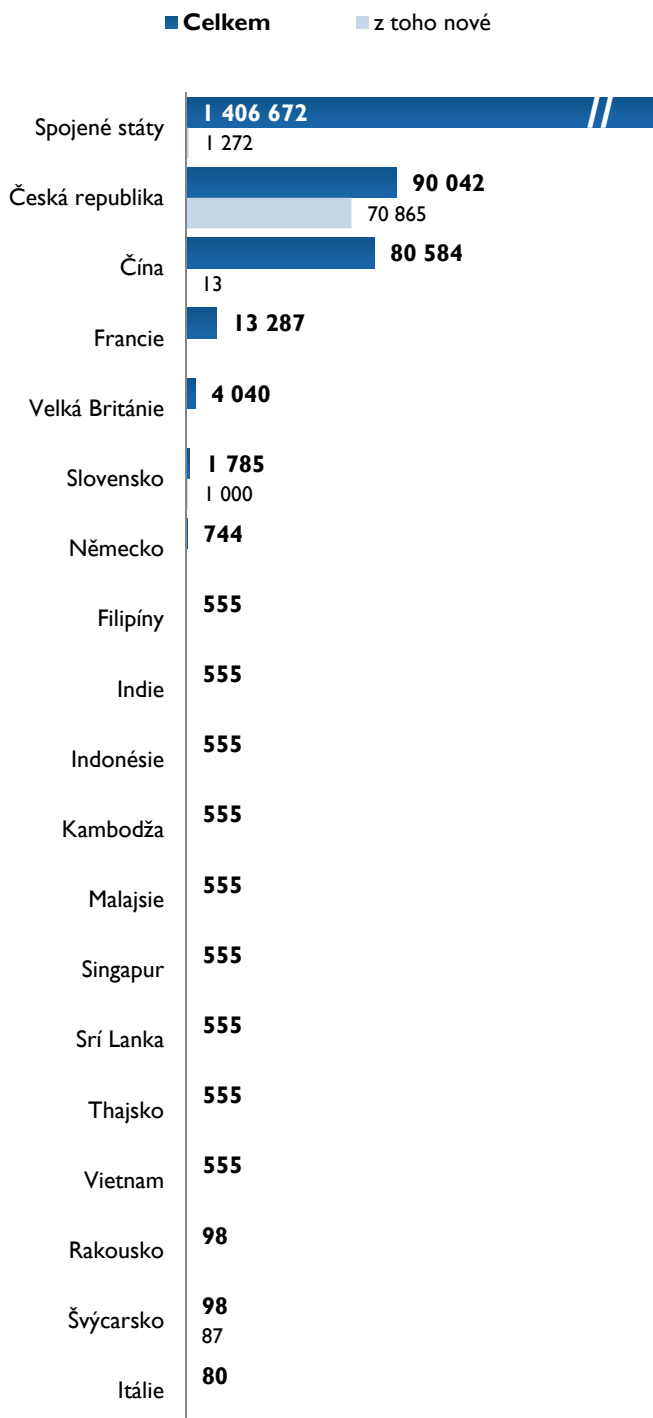 Celkem z toho nové
Spojené státy 1 406 672
1 272
Česká republika 90 042
70 865
Čína 80 584
13
Francie 13 287
Velká Británie 4 040
Slovensko 1 785
1 000
Německo 744
Filipíny 555
Indie 555
Indonésie 555
Kambodža 555
Malajsie 555
Singapur 555
Srí Lanka 555
Thajsko 555
Vietnam 555
Rakousko 98
Švýcarsko 98
87
Itálie 80